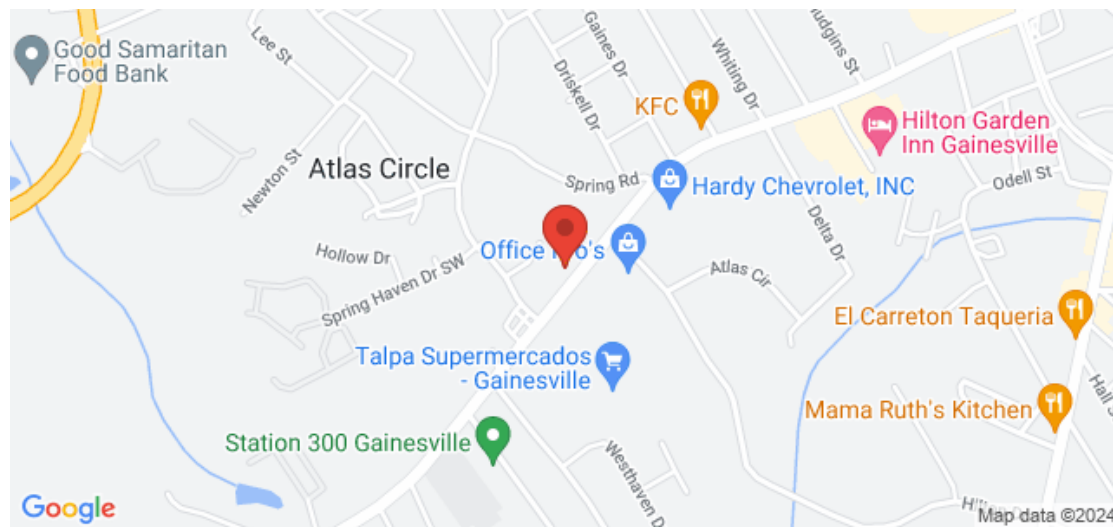 Good Samaritan
Food Bank
Lee St
Gaines Dr
Driskell Dr
Whiting Dr
KFC
Hilton Garden
Inn Gainesville
Atlas Circle
Newton St
Spring Rd
Hardy Chevrolet, INC
Odell St
Delta Dr
Hollow Dr
Spring Haven Dr SW
Office
Atlas Cir
El Carreton Taqueria
Talpa Supermercados
- Gainesville
Mama Ruth's Kitchen
Station 300 Gainesville
Westhaven D
Google
Map data ©2024